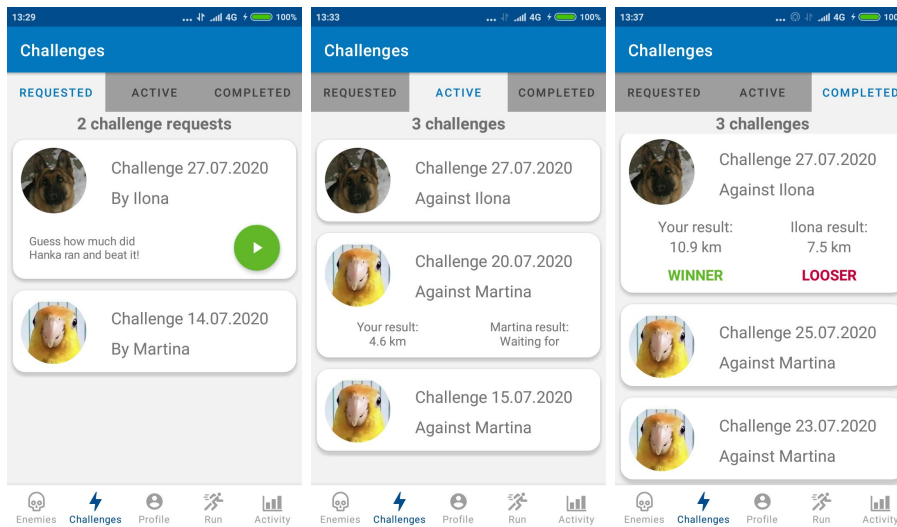 13:29 ... 4G 100%
Challenges
REQUESTED ACTIVE COMPLETED
2 challenge requests
Challenge 27.07.2020
By Ilona
Guess how much did
Hanka ran and beat it!
Challenge 14.07.2020
By Martina
Enemies Challenges Profile Run Activity
13:33 ... 4G 100%
Challenges
REQUESTED ACTIVE COMPLETED
3 challenges
Challenge 27.07.2020
Against Ilona
Challenge 20.07.2020
Against Martina
Your result: Martina result:
4.6 km Waiting for
Challenge 15.07.2020
Against Martina
Enemies Challenges Profile Run Activity
13:37 ... 4G 100
Challenges
REQUESTED ACTIVE COMPLETED
3 challenges
Challenge 27.07.2020
Against Ilona
Your result: Ilona result:
10.9 km 7.5 km
WINNER LOOSER
Challenge 25.07.2020
Against Martina
Challenge 23.07.2020
Against Martina
Enemies Challenges Profile Run Activity